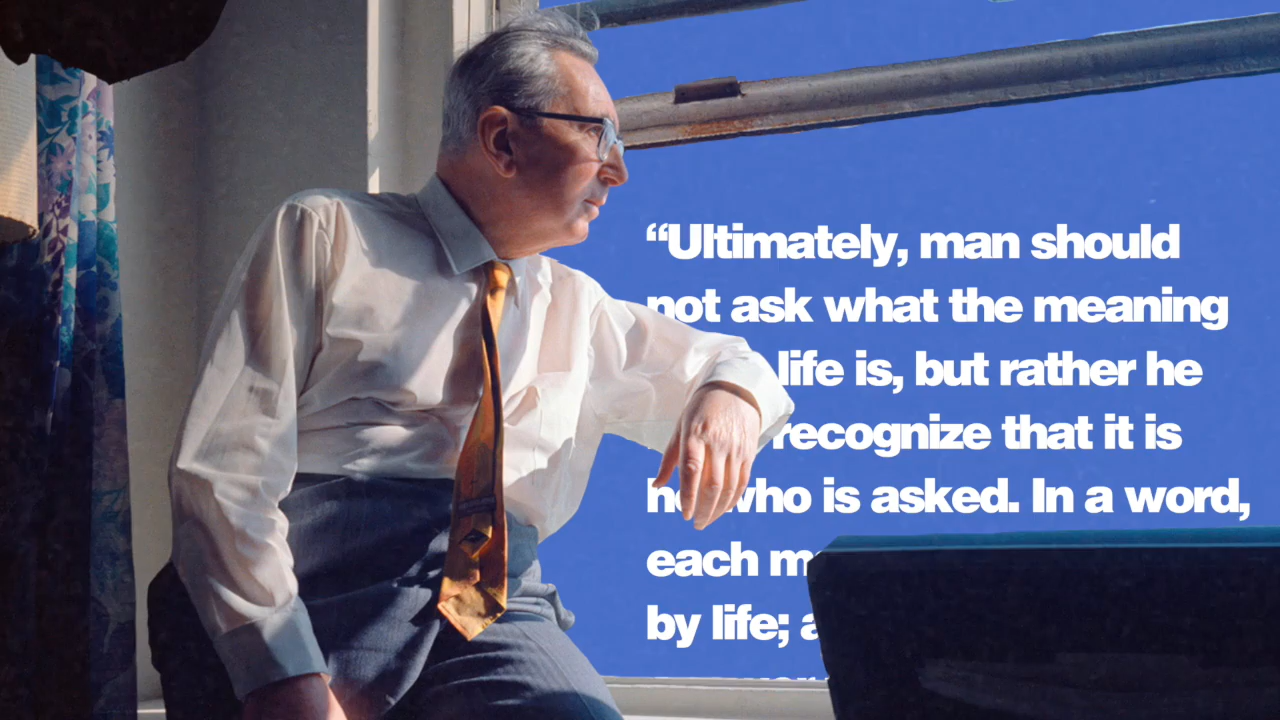 “Ultimately, man should
not ask what the meaning
life is, but rather he
recognize that it is
who is asked. In a word,
each
by life;